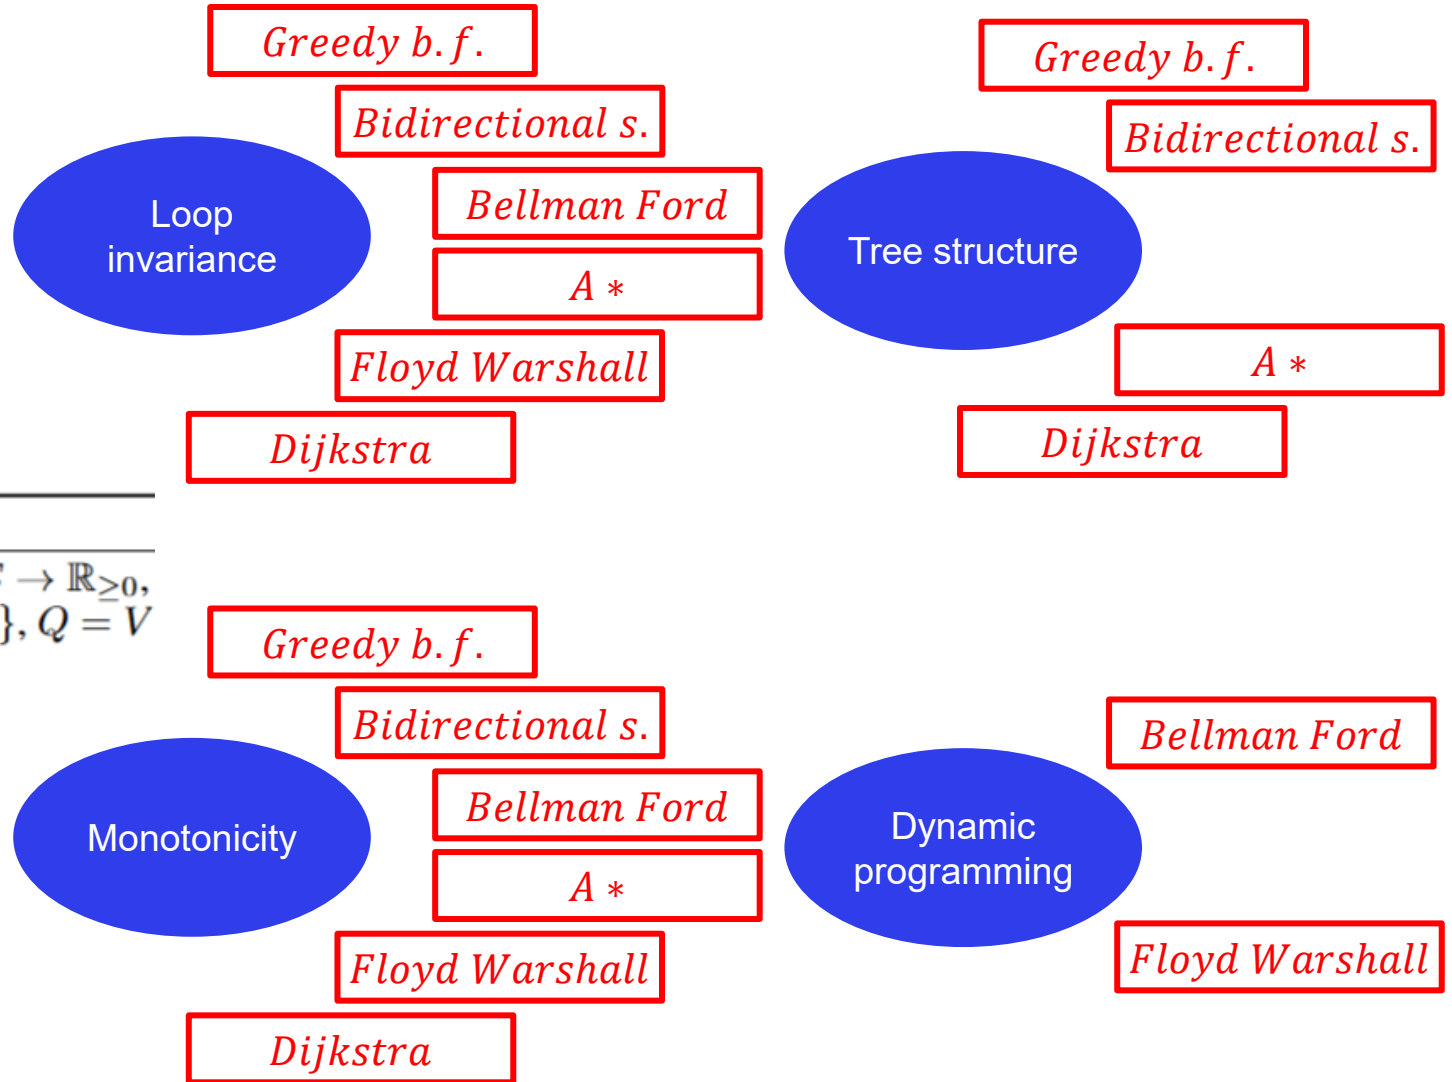 Greedy b.f.
Bidirectional s.
Loop
invariance
Bellman Ford
A ∗
Floyd Warshall
Dijkstra
Greedy b.f.
Bidirectional s.
Tree structure
A ∗
Dijkstra
→ ℝ≥0,
}, Q = V
Greedy b.f.
Bidirectional s.
Monotonicity
Bellman Ford
A ∗
Floyd Warshall
Dijkstra
Bellman Ford
Dynamic
programming
Floyd Warshall